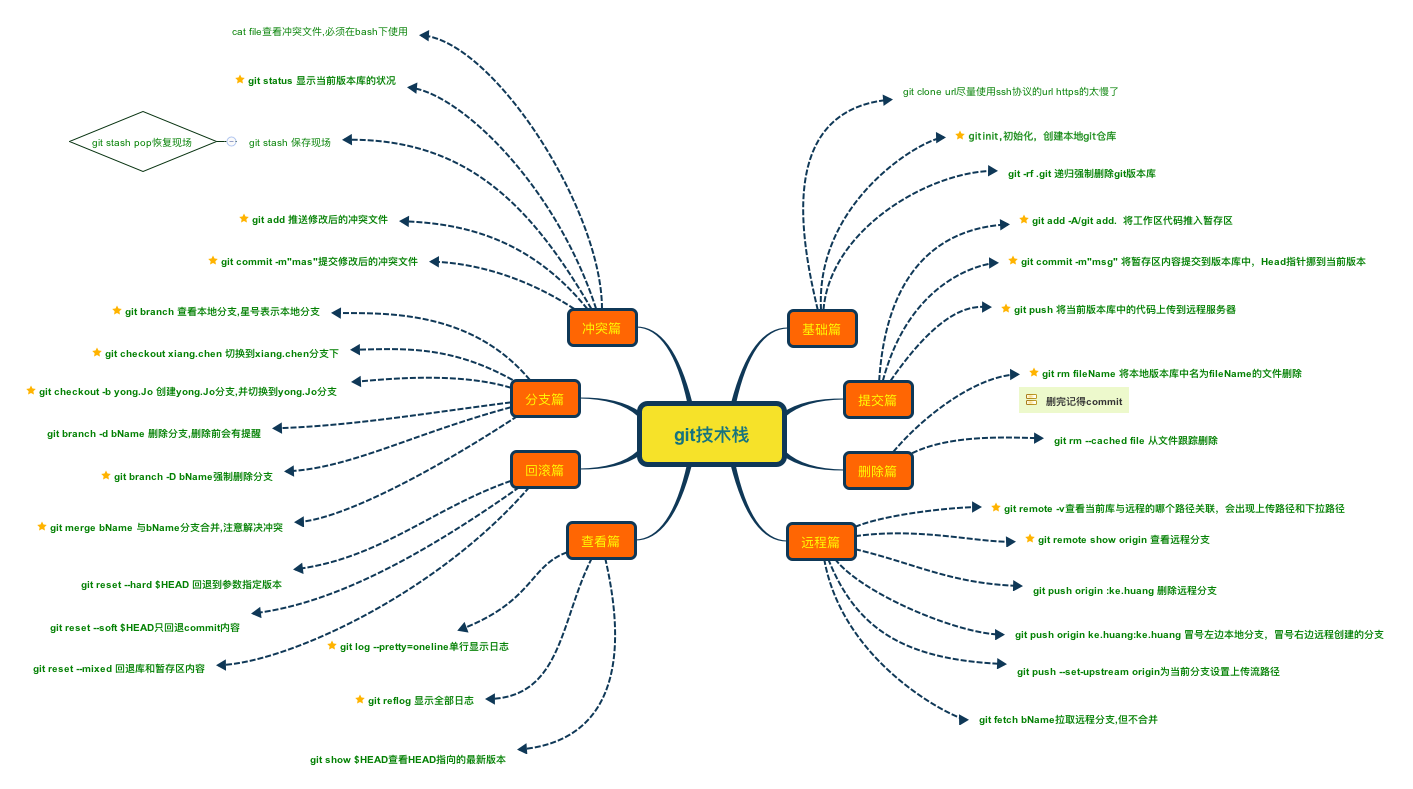 git技术栈
基础篇
git clone url尽量使用ssh协议的url https的太慢了
git init,初始化，创建本地git仓库
git -rf .git 递归强制删除git版本库
提交篇
git add -A/git add. 将工作区代码推入暂存区
git commit -m"msg" 将暂存区内容提交到版本库中，Head指针挪到当前版本
git push 将当前版本库中的代码上传到远程服务器
删除篇
git rm fileName 将本地版本库中名为fileName的文件删除
删完记得commit
git rm --cached file 从文件跟踪删除
远程篇
git remote -v查看当前库与远程的哪个路径关联，会出现上传路径和下拉路径
git remote show origin 查看远程分支
git push origin :ke.huang 删除远程分支
git push origin ke.huang:ke.huang 冒号左边本地分支，冒号右边远程创建的分支
git push --set-upstream origin为当前分支设置上传流路径
git fetch bName拉取远程分支,但不合并
冲突篇
cat file查看冲突文件,必须在bash下使用
git status 显示当前版本库的状况
git stash 保存现场
git stash pop恢复现场
git add 推送修改后的冲突文件
git commit -m"mas"提交修改后的冲突文件
分支篇
git branch 查看本地分支,星号表示本地分支
git checkout xiang.chen 切换到xiang.chen分支下
git checkout -b yong.Jo 创建yong.Jo分支,并切换到yong.Jo分支
git branch -d bName 删除分支,删除前会有提醒
git branch -D bName强制删除分支
git merge bName 与bName分支合并,注意解决冲突
回滚篇
git reset --hard $HEAD 回退到参数指定版本
git reset --soft $HEAD只回退commit内容
git reset --mixed 回退库和暂存区内容
查看篇
git log --pretty=oneline单行显示日志
git reflog 显示全部日志
git show $HEAD查看HEAD指向的最新版本